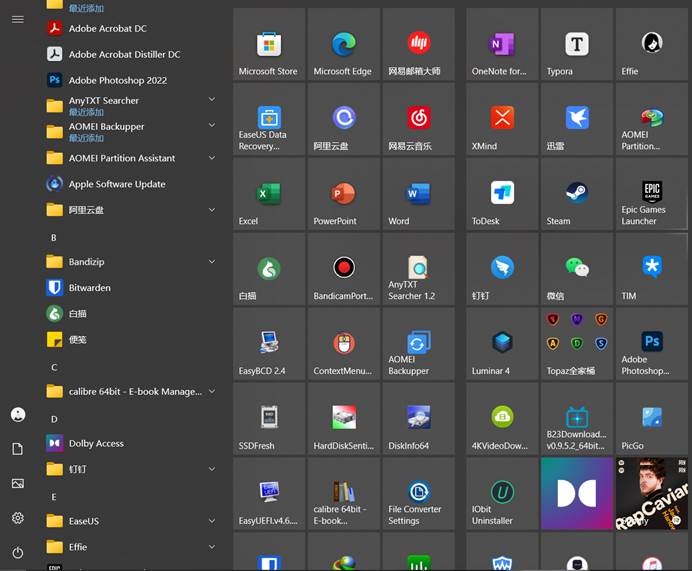 最近添加
Adobe Acrobat DC
Adobe Acrobat Distiller DC
Adobe Photoshop 2022
AnyTXT Searcher
最近添加
AOMEI Backupper
最近添加
AOMEI Partition Assistant
Apple Software Update
阿里云盘
B
Bandizip
Bitwarden
白描
便笺
C
calibre 64bit - E-book Manage...
D
Dolby Access
钉钉
E
EaseUS
Effie
Microsoft Store
Microsoft Edge
网易邮箱大师
OneNote for...
Typora
Effie
EaseUS Data
Recovery...
阿里云盘
网易云音乐
XMind
迅雷
AOMEI
Partition...
Excel
PowerPoint
Word
ToDesk
Steam
Epic Games
Launcher
白描
BandicamPort...
AnyTXT
Searcher 1.2
钉钉
微信
TIM
EasyBCD 2.4
ContextMenu...
AOMEI
Backupper
Luminar 4
Topaz全家桶
Adobe
Photoshop...
SSDFresh
HardDiskSenti...
DiskInfo64
4KVideoDow...
B23Download...
v0.9.5.2_64bit...
PicGo
EasyUEFI.v4.6....
calibre 64bit -
E-book...
File Converter
Settings
IObit
Uninstaller
RapCaviar